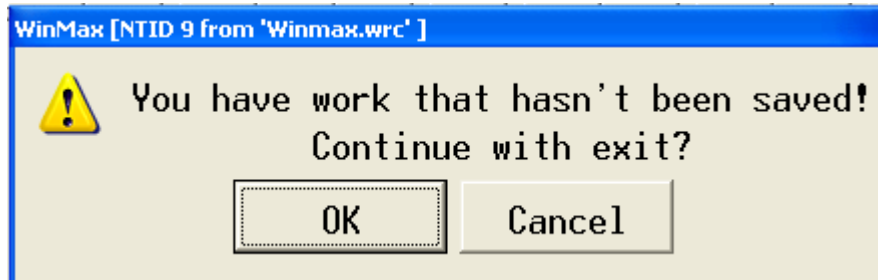 WinMax [NTID 9 from 'Winmax.wrc' ]
You have work that hasn't been saved!
Continue with exit?
OK Cancel